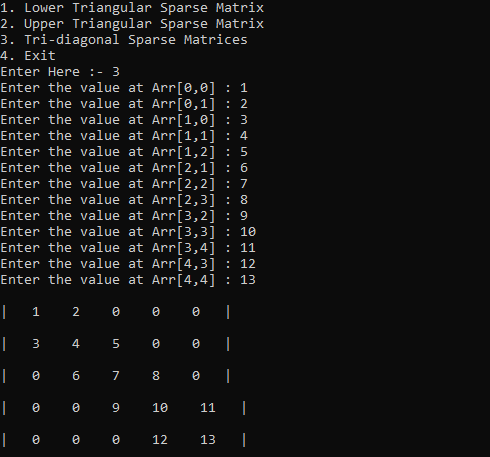 1. Lower Triangular Sparse Matrix
2. Upper Triangular Sparse Matrix
3. Tri-diagonal Sparse Matrices
4. Exit
Enter Here :- 3
Enter the value at Arr[0,0] : 1
Enter the value at Arr[0,1] : 2
Enter the value at Arr[1,0] : 3
Enter the value at Arr[1,1] : 4
Enter the value at Arr[1,2] : 5
Enter the value at Arr[2,1] : 6
Enter the value at Arr[2,2] : 7
Enter the value at Arr[2,3] : 8
Enter the value at Arr[3,2] : 9
Enter the value at Arr[3,3] : 10
Enter the value at Arr[3,4] : 11
Enter the value at Arr[4,3] : 12
Enter the value at Arr[4,4] : 13
|   1    2    0    0    0   |
|   3    4    5    0    0   |
|   0    6    7    8    0   |
|   0    0    9    10    11   |
|   0    0    0    12    13   |